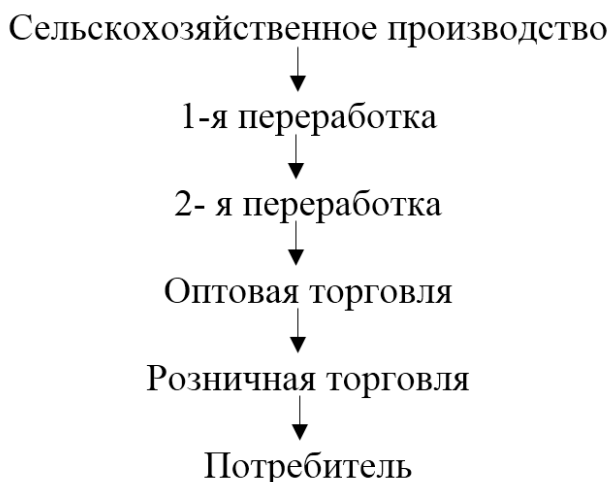 Сельскохозяйственное производство
1-я переработка
2- я переработка
Оптовая торговля
Розничная торговля
Потребитель